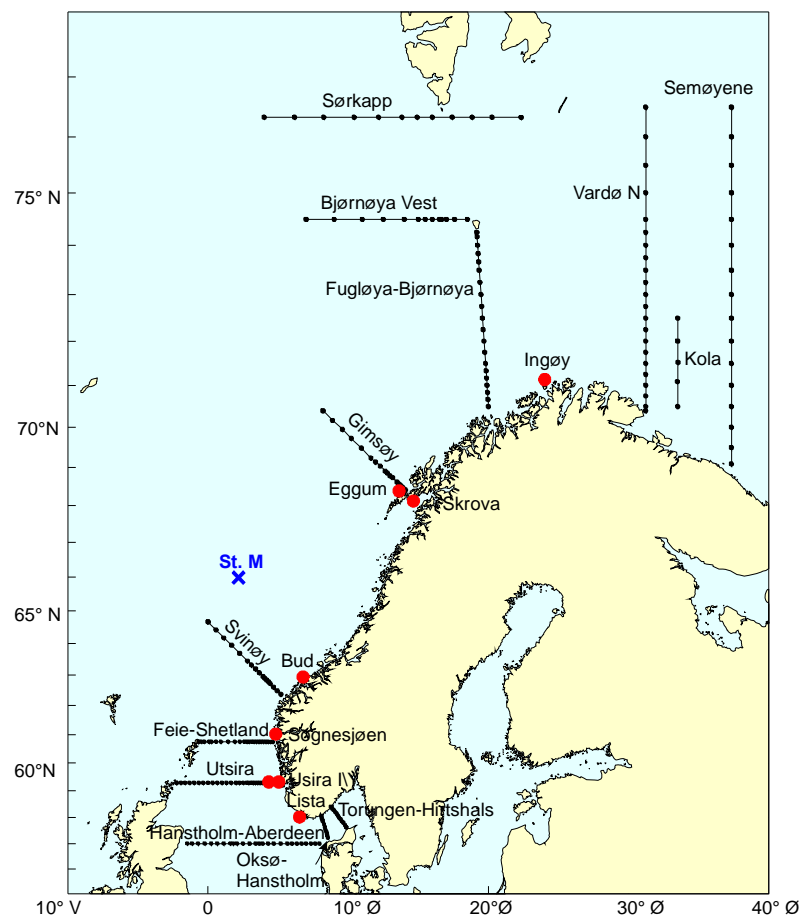 Semøyene
Sørkapp
75° N
Vardø N
Bjørnøya Vest
Fugløya-Bjørnøya
Ingøy
Kola
70° N
Gimsøy
Eggum
Skrova
St. M
65° N
Svinøy
Bud
Feie-Shetland
Sognesjøen
60°N
Utsira
Lista
Torungen-Hirtshals
Hanstholm-Aberdeen
Oksø-
Hanstholm
10° V
0
10° Ø
20°Ø
30° Ø
40° Ø